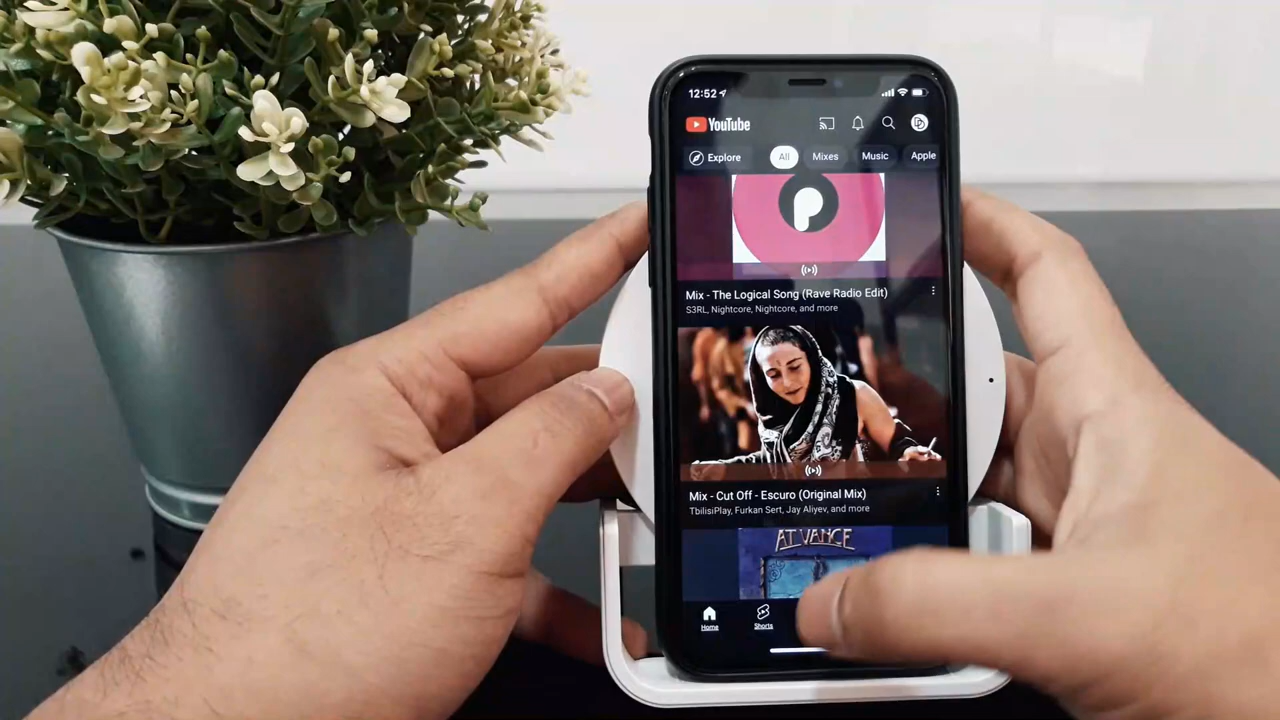 12:52
YouTube
Explore
All
Mixes
Music
Apple
Mix - The Logical Song (Rave Radio Edit)
S3RL, Nightcore, Nightcore, and more
Mix - Cut Off - Escuro (Original Mix)
TbilisiPlay, Furkan Sert, Jay Aliyev, and more
AT VANCE
Home
Shorts